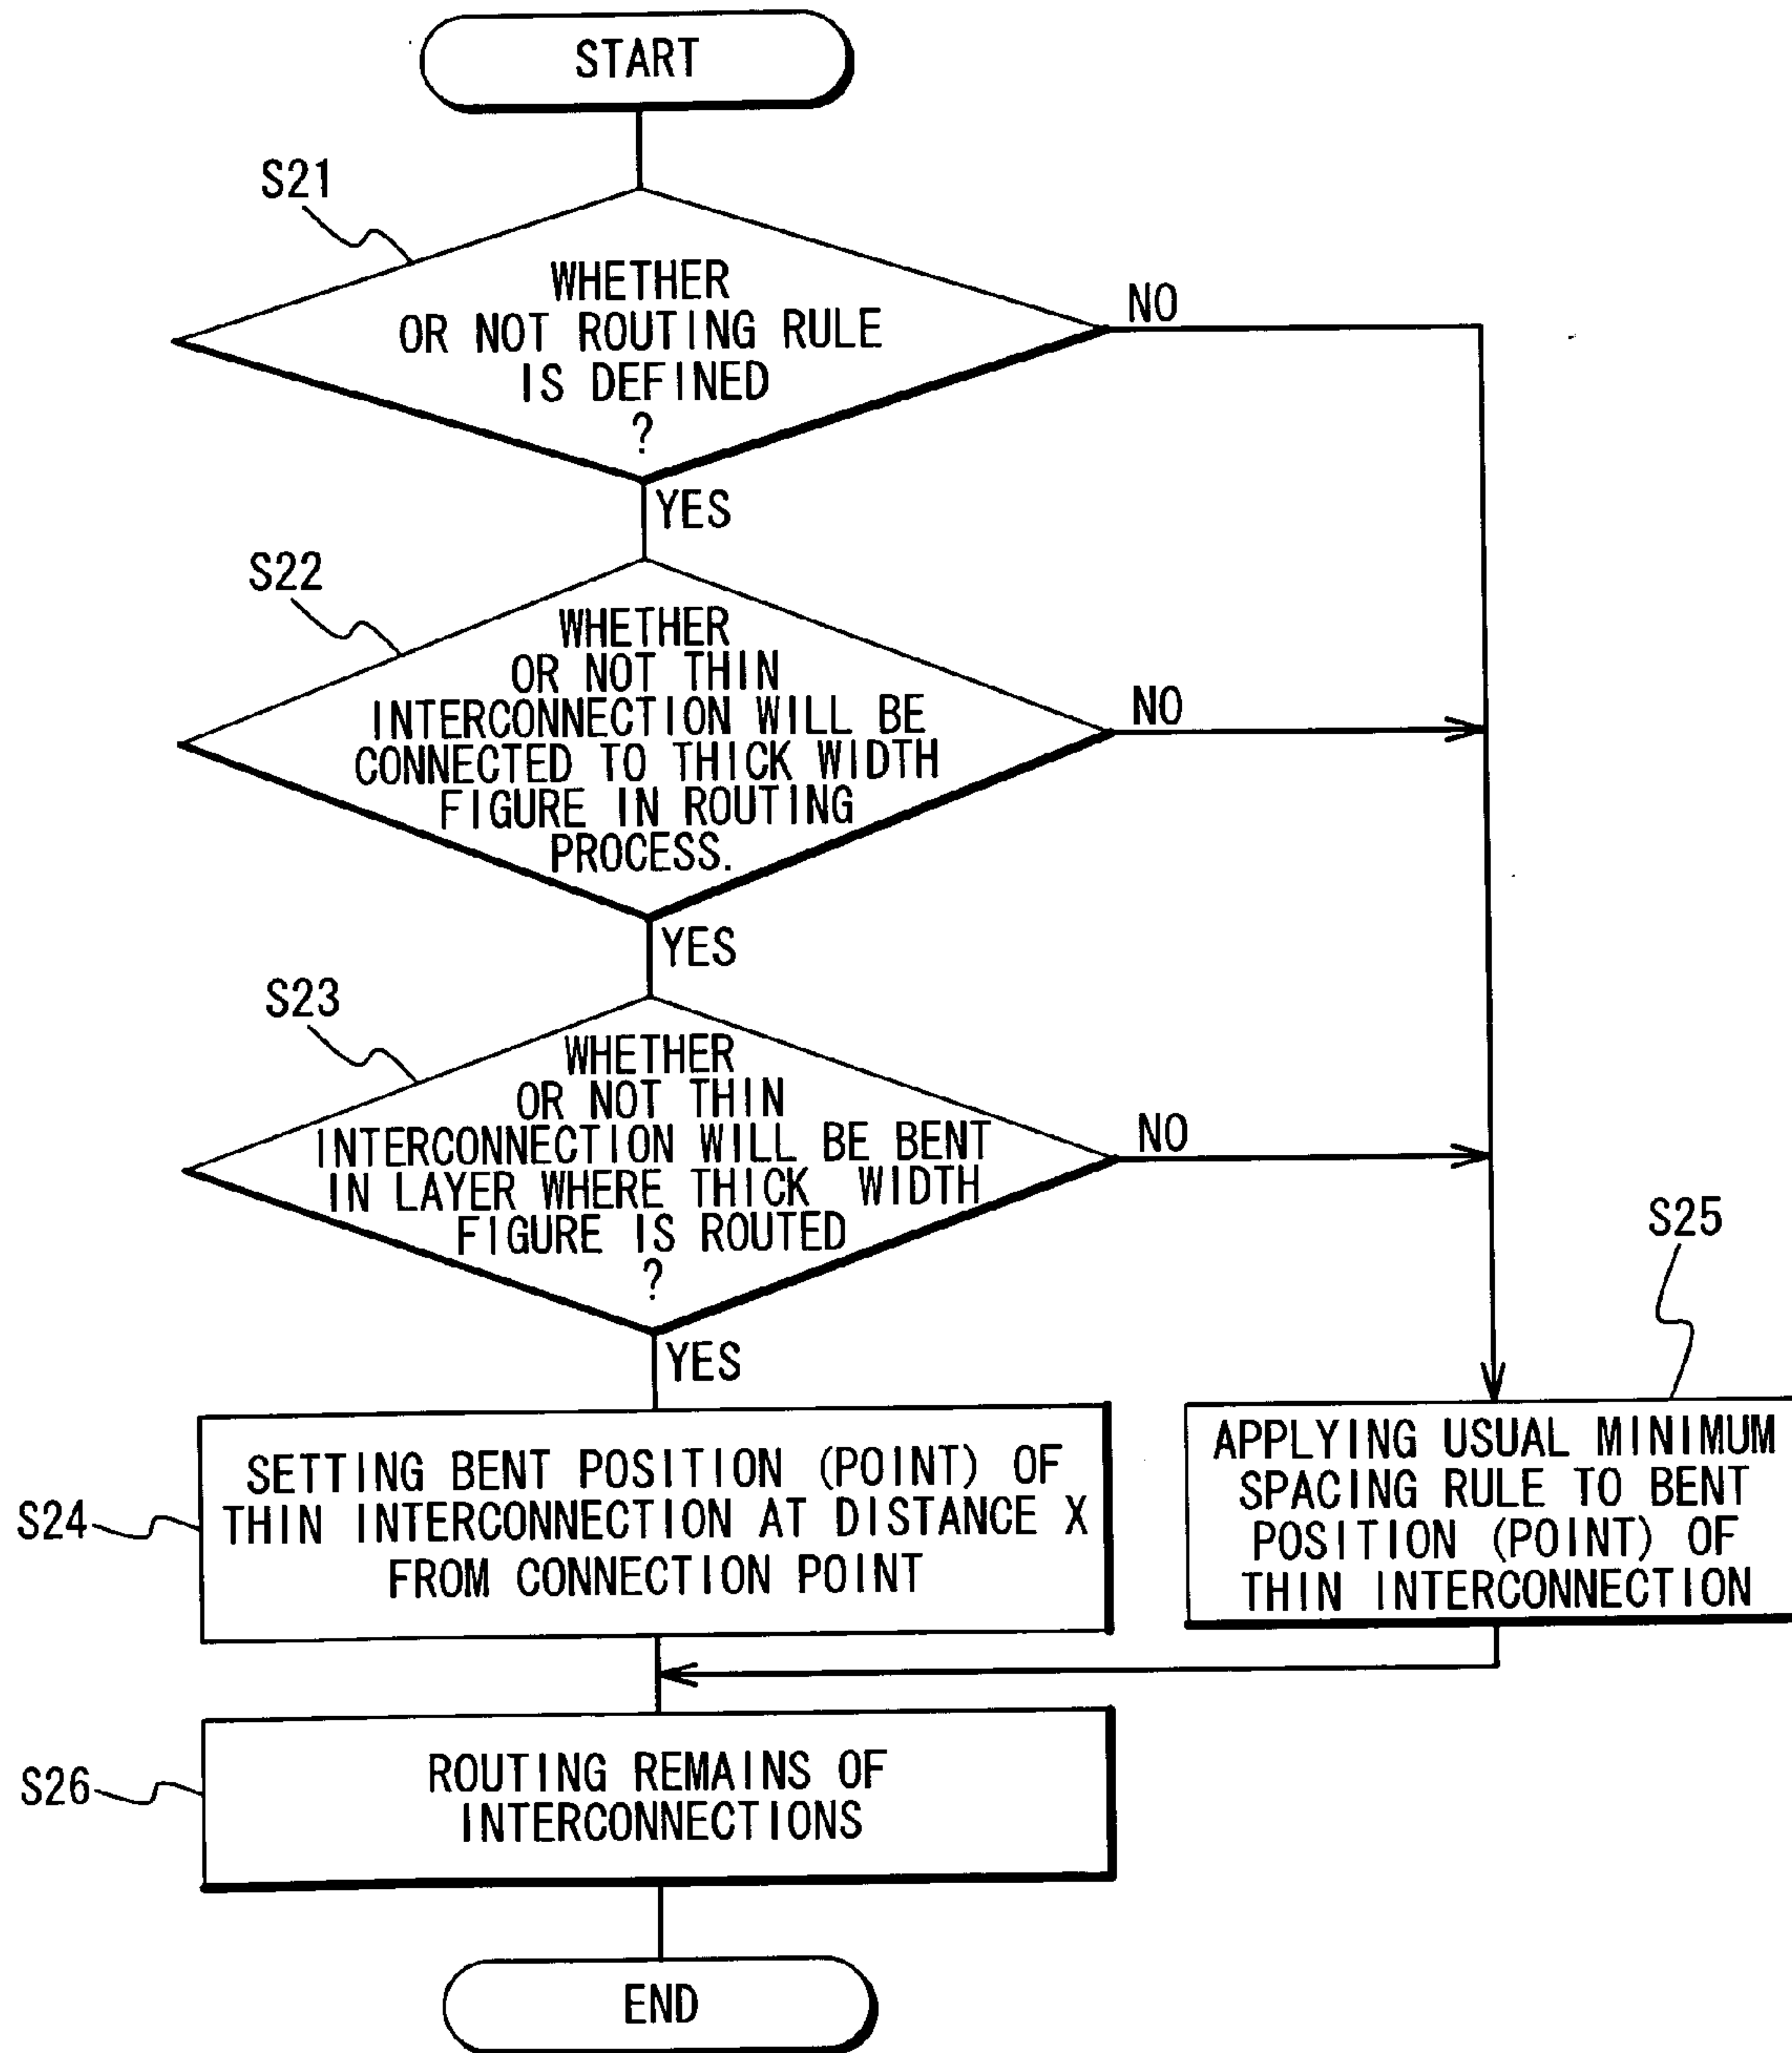 START
S21
WHETHER
OR NOT ROUTING RULE
IS DEFINED
?
NO
YES
S22
WHETHER
OR NOT THIN
INTERCONNECTION WILL BE
CONNECTED TO THICK WIDTH
FIGURE IN ROUTING
PROCESS.
NO
YES
S23
WHETHER
OR NOT THIN
INTERCONNECTION WILL BE BENT
IN LAYER WHERE THICK WIDTH
FIGURE IS ROUTED
?
NO
YES
S24
SETTING BENT POSITION (POINT) OF
THIN INTERCONNECTION AT DISTANCE X
FROM CONNECTION POINT
S25
APPLYING USUAL MINIMUM
SPACING RULE TO BENT
POSITION (POINT) OF
THIN INTERCONNECTION
S26
ROUTING REMAINS OF
INTERCONNECTIONS
END